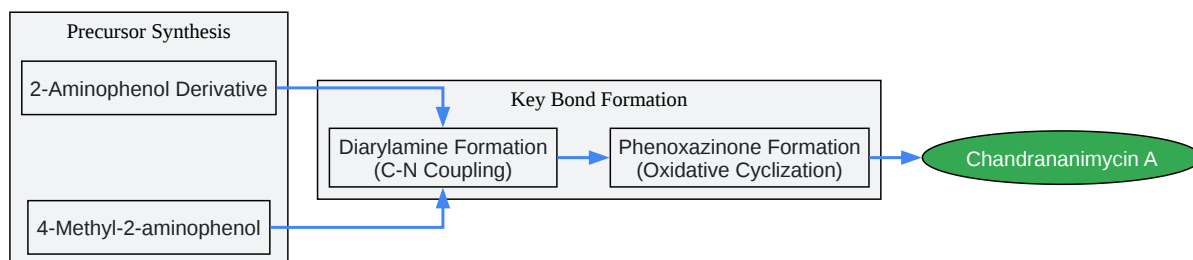 Precursor Synthesis
2-Aminophenol Derivative
4-Methyl-2-aminophenol
Key Bond Formation
Diarylamine Formation
(C-N Coupling)
Phenoxazinone Formation
(Oxidative Cyclization)
Chandrananimycin A